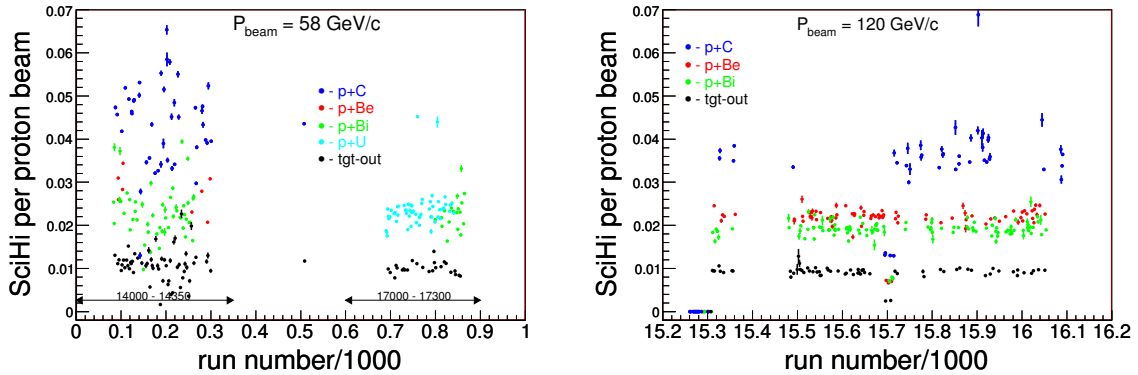 P_beam = 58 GeV/c
SciHi per proton beam
0.07
0.06
0.05
0.04
0.03
0.02
0.01
0
- p+C
- p+Be
- p+Bi
- p+U
- tgt-out
14000 - 14350
17000 - 17300
0 0.1 0.2 0.3 0.4 0.5 0.6 0.7 0.8 0.9 1
run number/1000
P_beam = 120 GeV/c
SciHi per proton beam
0.07
0.06
0.05
0.04
0.03
0.02
0.01
0
- p+C
- p+Be
- p+Bi
- tgt-out
15.2 15.3 15.4 15.5 15.6 15.7 15.8 15.9 16 16.1 16.2
run number/1000